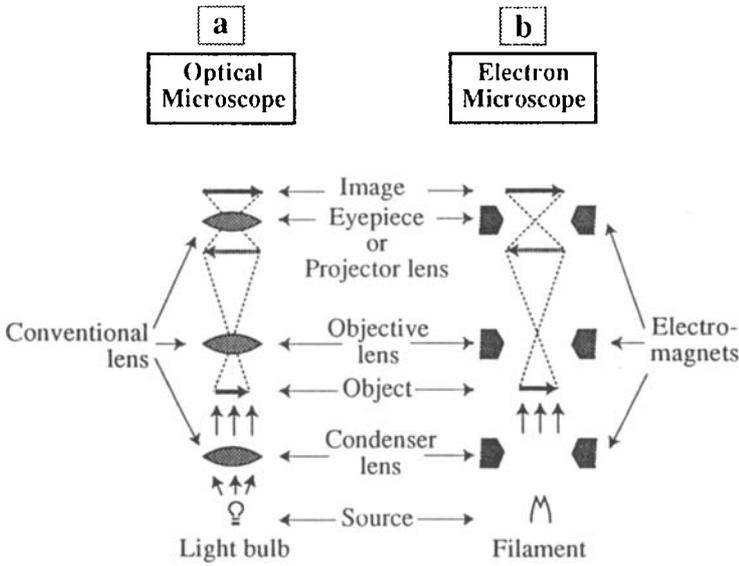 a
b
Optical
Microscope
Electron
Microscope
Image
Eyepiece
or
Projector lens
Conventional
lens
Objective
lens
Electro-
magnets
Object
Condenser
lens
Source
Light bulb
Filament